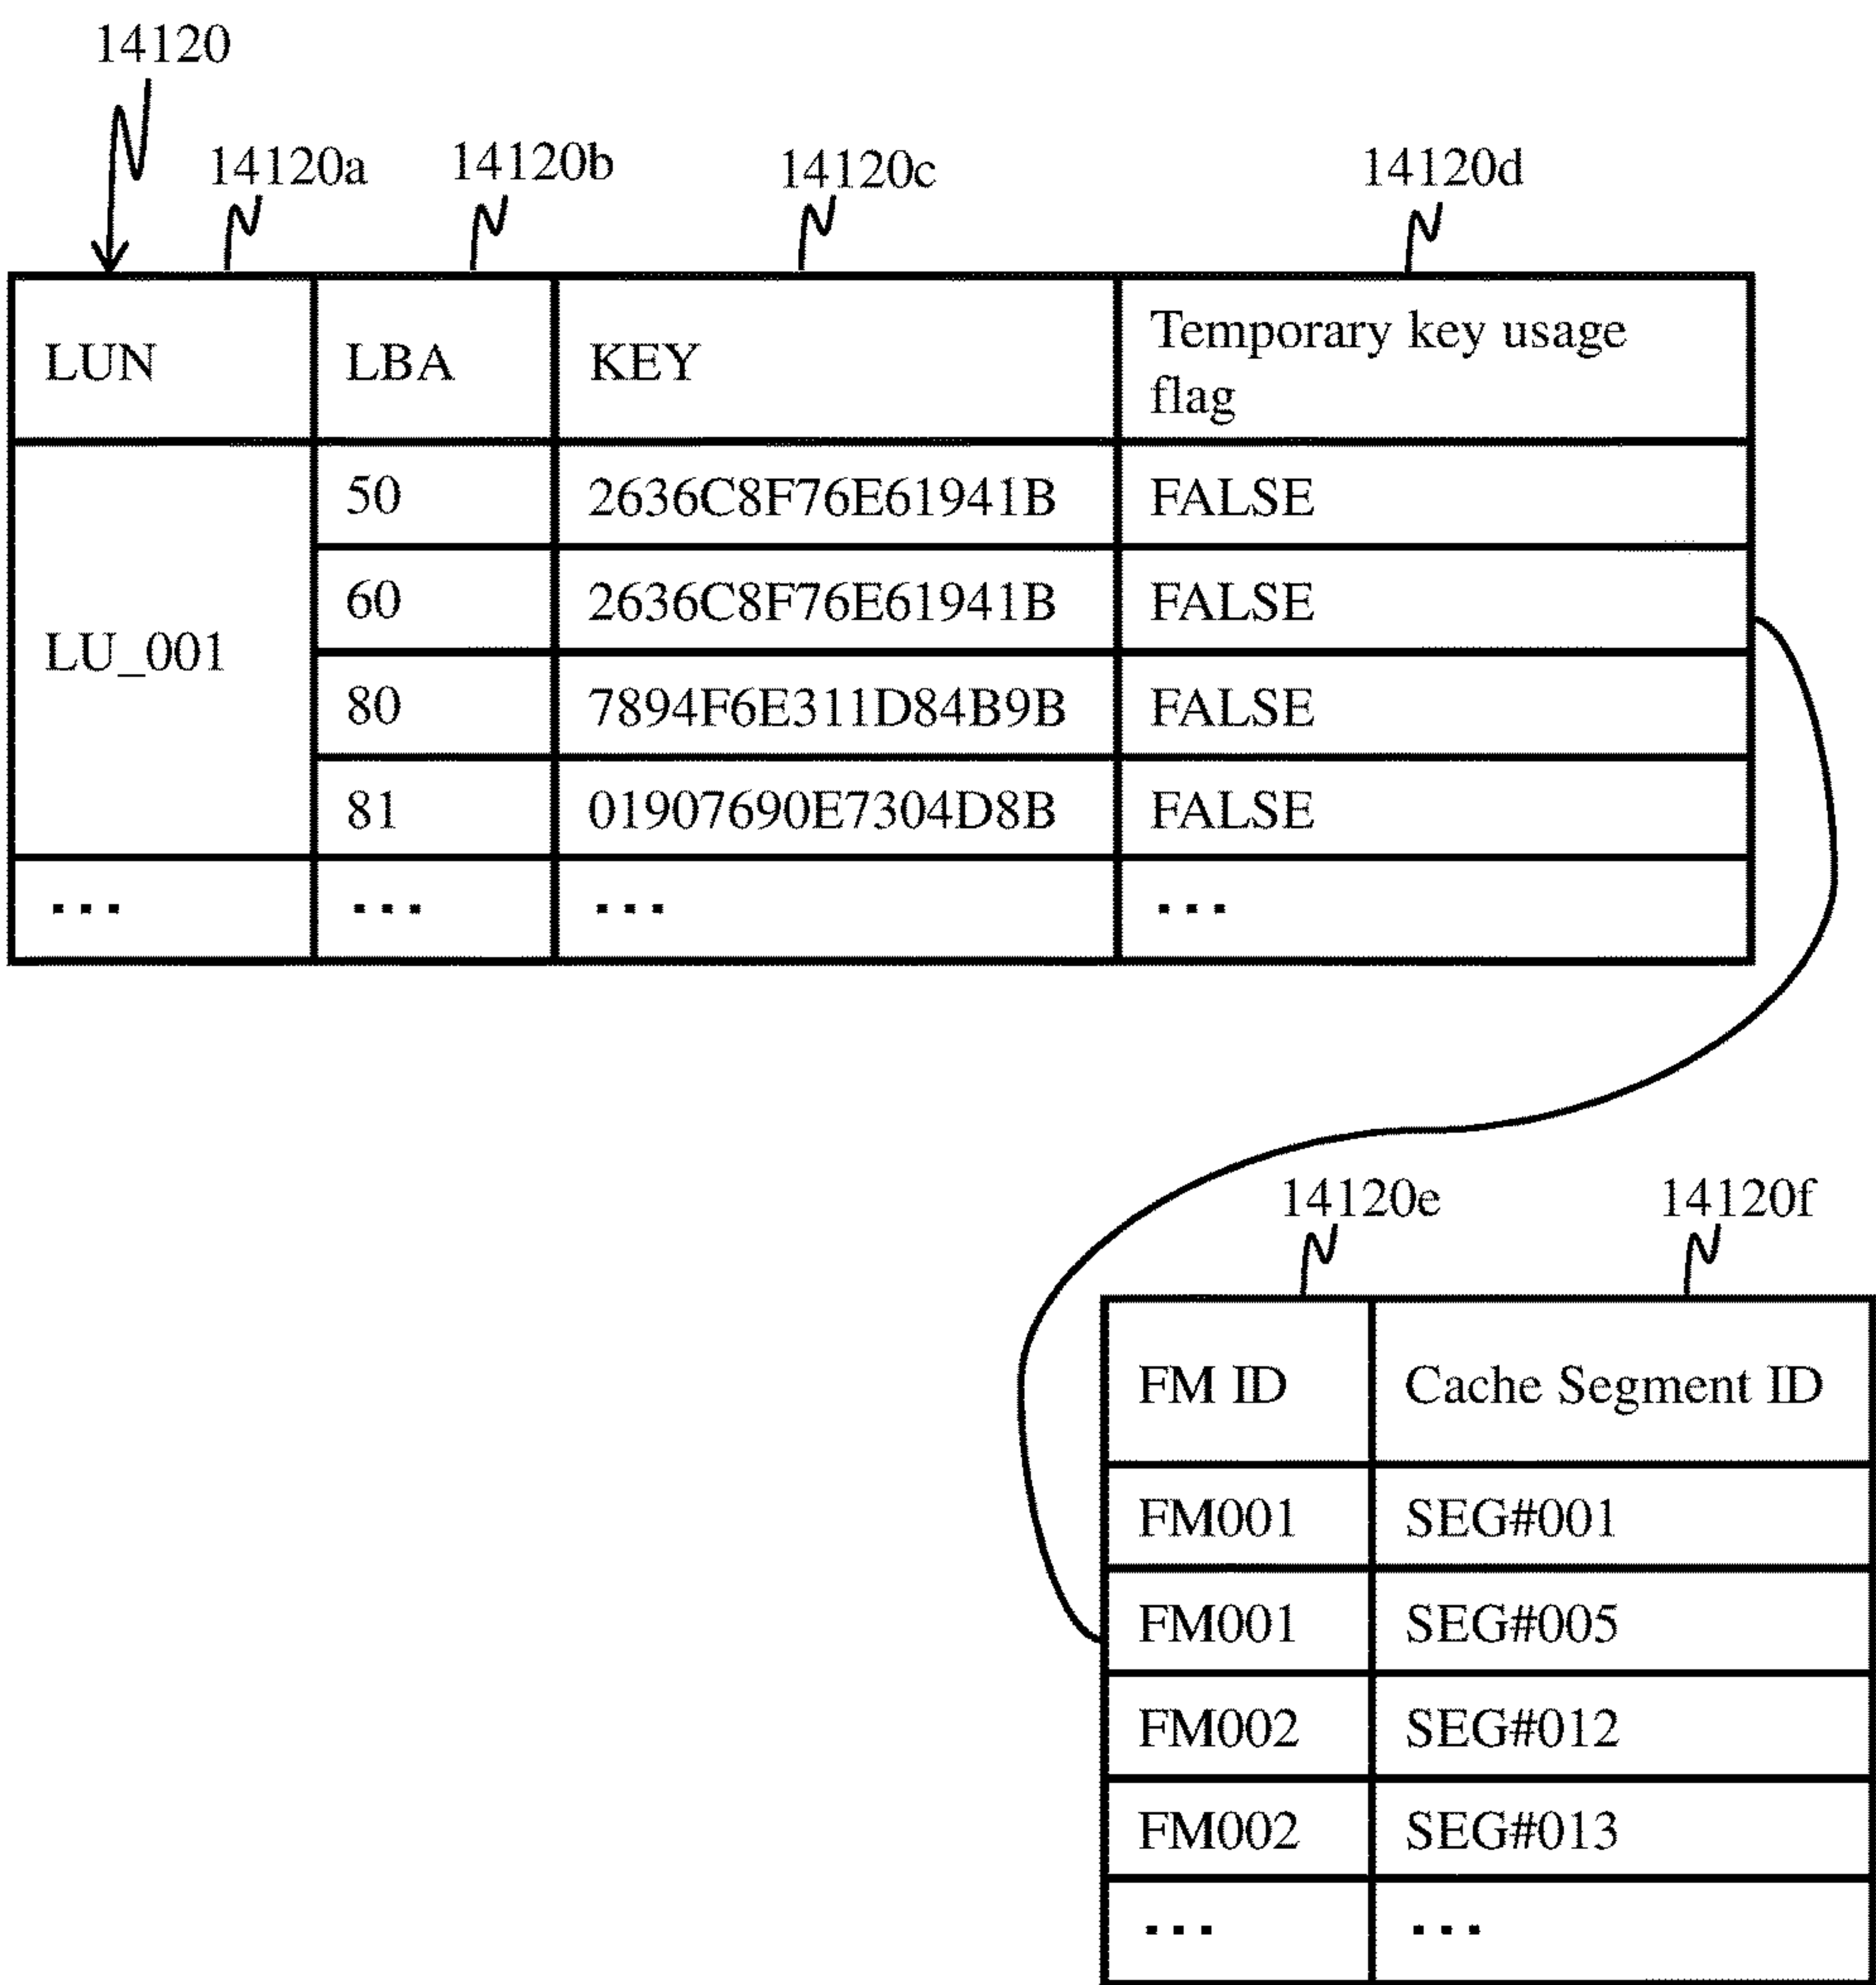 14120
14120a 14120b 14120c 14120d
LUN LBA KEY Temporary key usage
flag
50 2636C8F76E61941B FALSE
60 2636C8F76E61941B FALSE
LU_001
80 7894F6E311D84B9B FALSE
81 01907690E7304D8B FALSE
... ... ... ...
14120e 14120f
FM ID Cache Segment ID
FM001 SEG#001
FM001 SEG#005
FM002 SEG#012
FM002 SEG#013
... ...